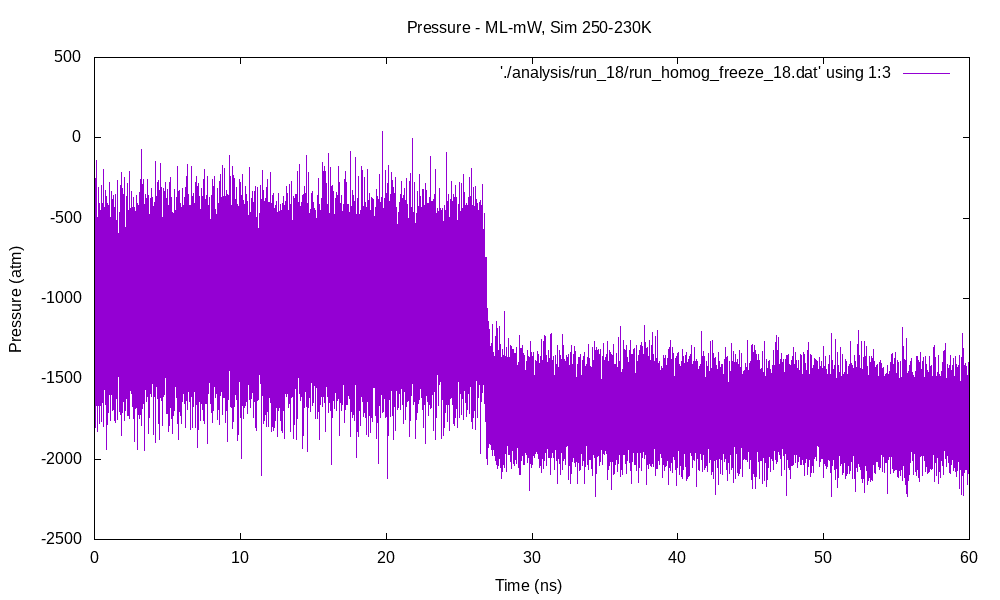 Pressure - ML-mW, Sim 250-230K
'./analysis/run_18/run_homog_freeze_18.dat' using 1:3
500
0
-500
-1000
-1500
-2000
-2500
Pressure (atm)
0 10 20 30 40 50 60
Time (ns)